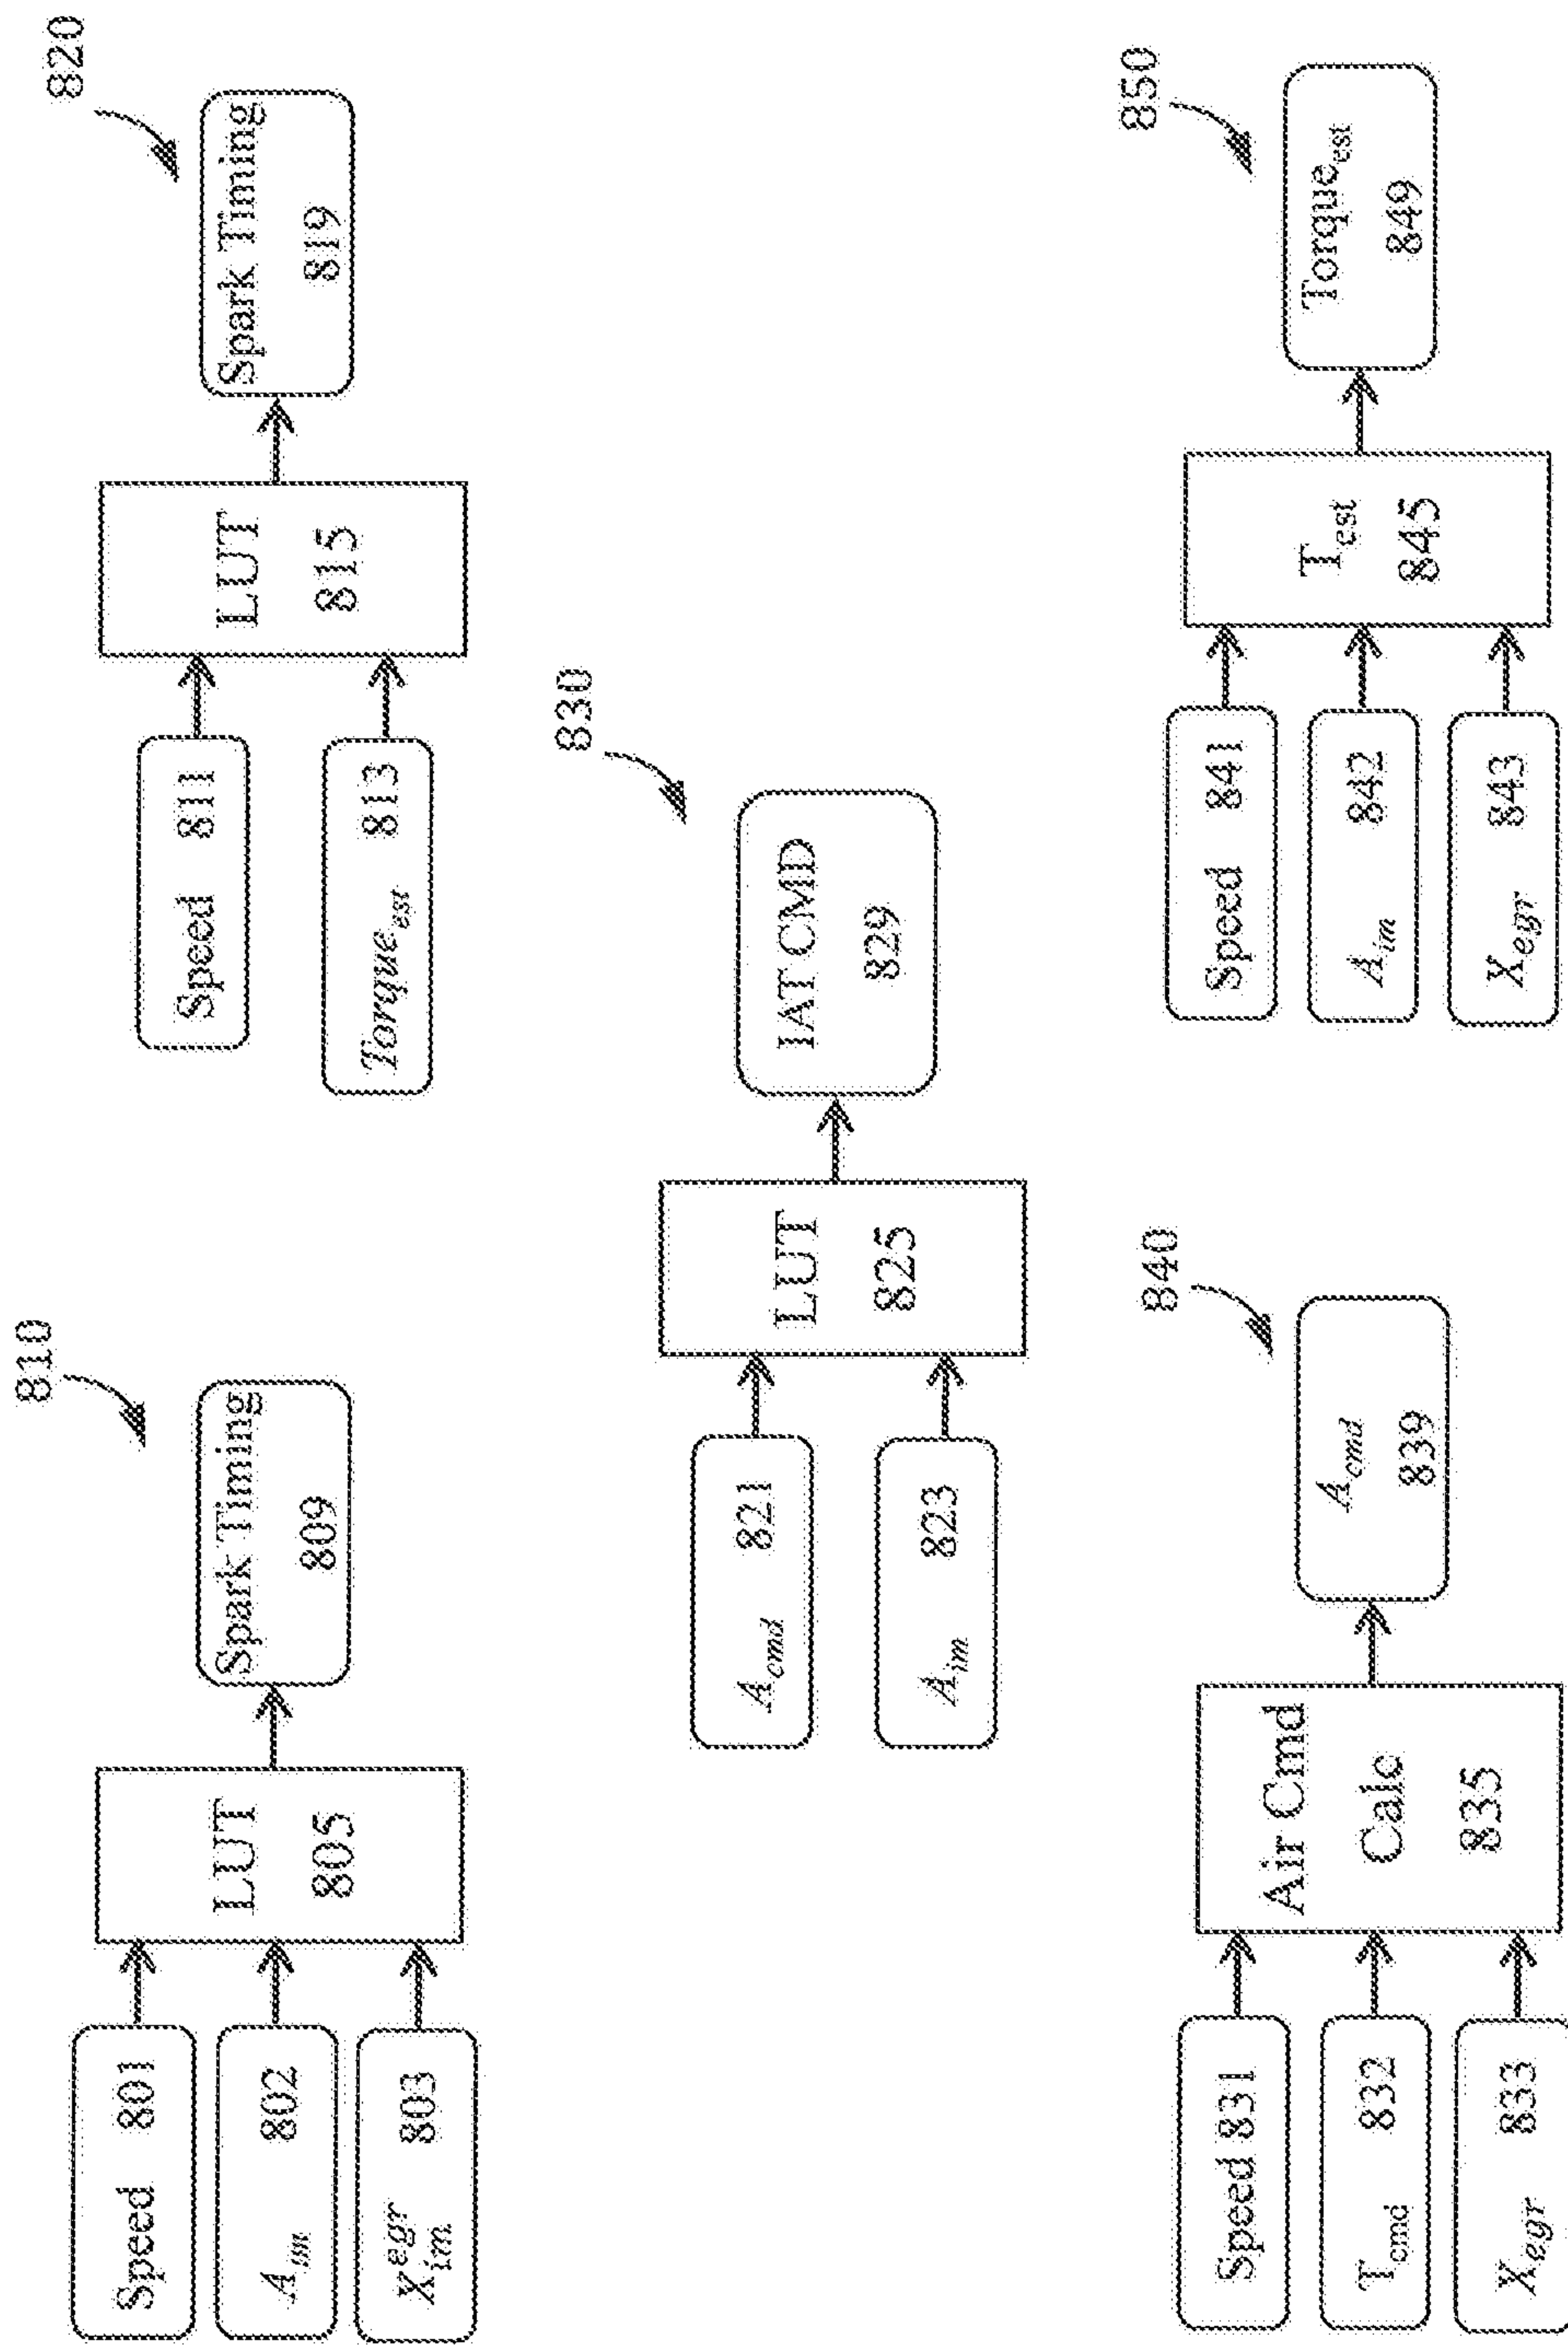 810
Speed 801
A_im 802
X_im^egr 803
LUT
805
Spark Timing
809
820
Speed 811
Torque_est 813
LUT
815
Spark Timing
819
830
A_cmd 821
A_im 823
LUT
825
IAT CMD
829
840
Speed 831
T_cmd 832
X_egr 833
Air Cmd
Calc
835
A_cmd
839
850
Speed 841
A_im 842
X_egr 843
T_est
845
Torque_est
849